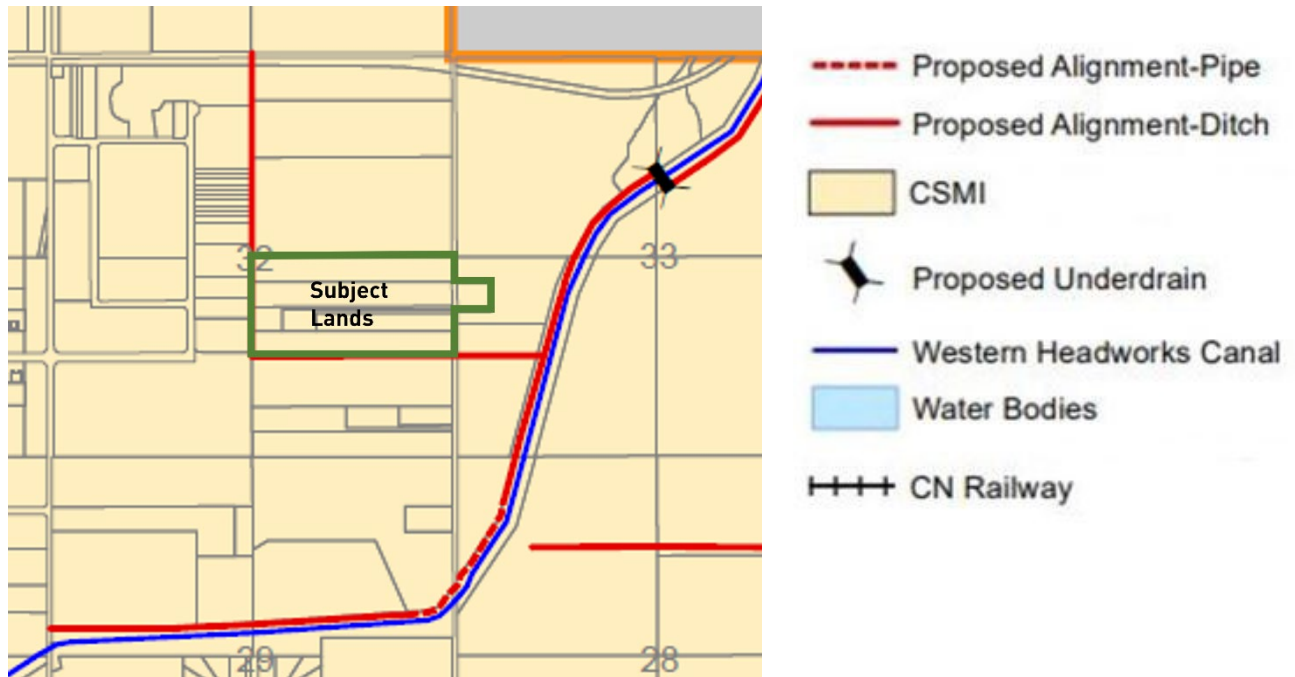 32
33
Subject
Lands
29
28
Proposed Alignment-Pipe
Proposed Alignment-Ditch
CSMI
Proposed Underdrain
Western Headworks Canal
Water Bodies
CN Railway